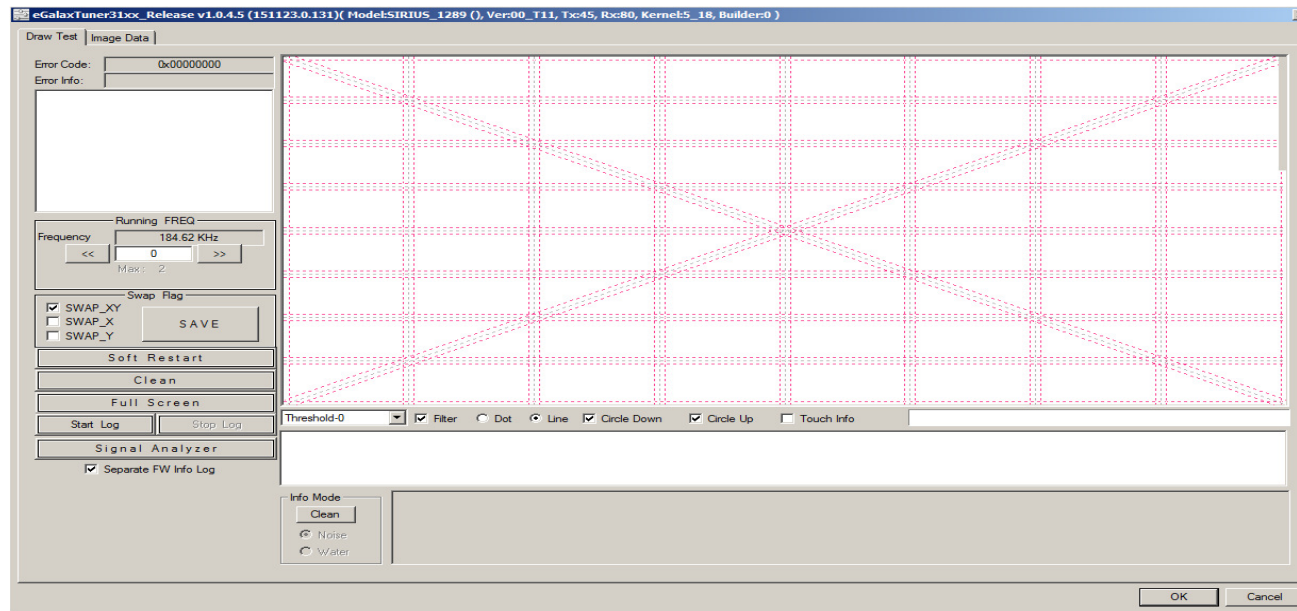 eGalaxTuner31xx_Release v1.0.4.5 (151123.0.131)( Model:SIRIUS_1289 (), Ver:00_T11, Tx:45, Rx:80, Kernel:5_18, Builder:0 )
Draw Test Image Data
Error Code: 0x00000000
Error Info:
Running FREQ
Frequency 184.62 KHz
<< 0 >>
Max: 2
Swap Flag
SWAP_XY
SWAP_X
SWAP_Y
SAVE
Soft Restart
Clean
Full Screen
Start Log Stop Log
Signal Analyzer
Separate FW Info Log
Threshold-0 Filter Dot Line Circle Down Circle Up Touch Info
Info Mode
Clean
Noise
Water
OK Cancel